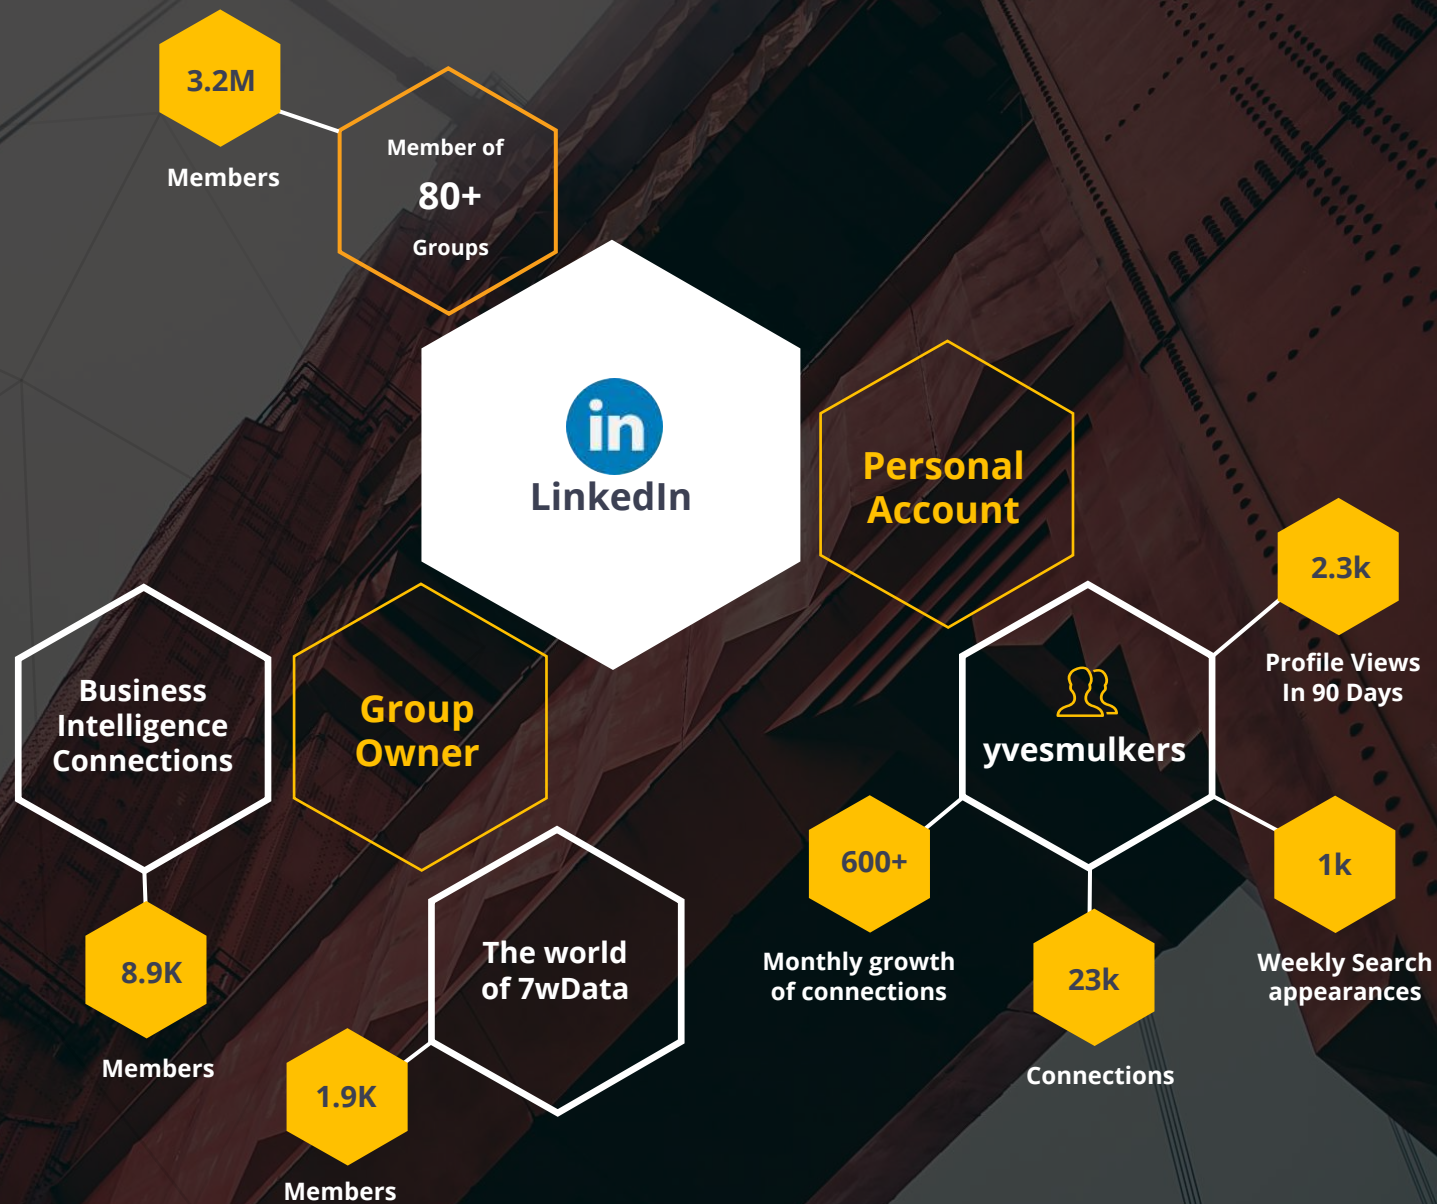 3.2M
Members
Member of
80+
Groups
in
LinkedIn
Personal
Account
2.3k
Profile Views
In 90 Days
yvesmulkers
600+
Monthly growth
of connections
23k
Connections
1k
Weekly Search
appearances
Business
Intelligence
Connections
Group
Owner
8.9K
Members
The world
of 7wData
1.9K
Members